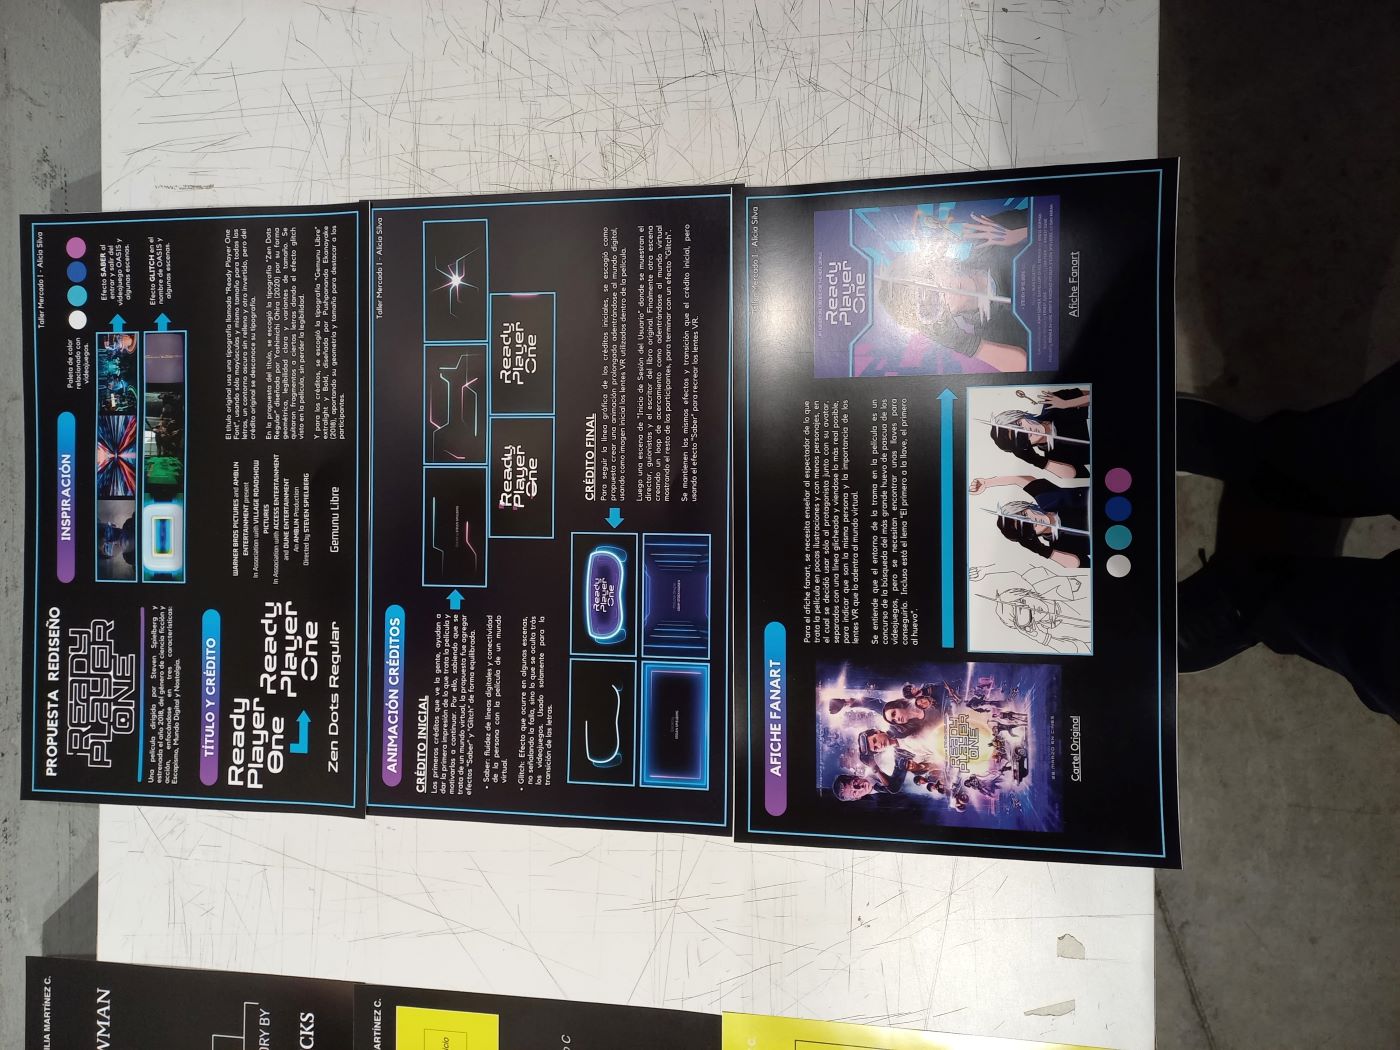 ILIA MARTÍNEZ C.
WMAN
ORY BY
CKS
ARTÍNEZ C.
icio
o C
C.
Taller Mercado I - Alicia Silva
PROPUESTA REDISEÑO
READY
PLAYER
ONE
Una película dirigida por Steven Spielberg y
estrenada el año 2018, del género de ciencia ficción y
acción, enfocándose en tres características:
Escapismo, Mundo Digital y Nostalgia.
INSPIRACIÓN
Paleta de color
relacionado con
videojuegos.
Efecto SABER al
entrar y salir del
videojuego OASIS y
algunas escenas.
Efecto GLITCH en el
nombre de OASIS y
algunas escenas.
TÍTULO Y CRÉDITO
Ready
Player
One
Ready
Player
One
Zen Dots Regular
WARNER BROS PICTURES and AMBLIN
ENTERTAINMENT present
In Association with VILLAGE ROADSHOW
PICTURES
In Association with ACCESS ENTERTAINMENT
and DUNE ENTERTAINMENT
An AMBLIN Production
Directed by STEVEN SPIELBERG
Gemunu Libre
El título original usa una tipografía llamada "Ready Player One
Font", usando sólo mayúsculas y mismo tamaño para todas las
letras, un contorno oscuro sin relleno y otro invertido, pero del
crédito original se desconoce su tipografía.
En la propuesta del título, se escogió la tipografía "Zen Dots
Regular" diseñada por Yoshimichi Ohira (2020) por su forma
geométrica, legibilidad clara y variantes de tamaño. Se
quitaron fragmentos a ciertas letras dando el efecto glitch
visto en la película, sin perder la legibilidad.
Y para los créditos, se escogió la tipografía "Gemunu Libre"
extralight y Bold, diseñada por Pushpananda Ekanayake
(2018), aportando su geometría y tamaño para destacar a los
participantes.
Taller Mercado I - Alicia Silva
ANIMACIÓN CRÉDITOS
CRÉDITO INICIAL
Los primeros créditos que ve la gente, ayudan a
dar la primera impresión de lo que trata la película y
motivarlos a continuar. Por ello, sabiendo que se
trata de un mundo virtual, la propuesta fue agregar
efectos "Saber" y "Glitch" de forma equilibrada.
• Saber: fluidez de líneas digitales y conectividad
de la persona con la película de un mundo
virtual.
• Glitch: Efecto que ocurre en algunas escenas,
no señalando la falla, sino lo que se oculta trás
los videojuegos. Usado solamente para la
transición de las letras.
Ready
Player
One
Ready
Player
One
Ready
Player
One
CRÉDITO FINAL
Para seguir la línea gráfica de los créditos iniciales, se escogió como
propuesta crear una animación prolongada adentrándose al mundo digital,
usando como imagen inicial los lentes VR utilizados dentro de la película.
Luego una escena de "Inicio de Sesión del Usuario" donde se muestran el
director, guionistas y el escritor del libro original. Finalmente otra escena
creando un loop de acercamiento como adentrándose al mundo virtual
mostrando el resto de los participantes, para terminar con un efecto "Glitch".
Se mantienen los mismos efectos y transición que el crédito inicial, pero
usando el efecto "Saber" para recrear los lentes VR.
Taller Mercado I - Alicia Silva
AFICHE FANART
Para el afiche fanart, se necesita enseñar al espectador de lo que
trata la película en pocas ilustraciones y con menos personajes, en
el cual se decidió usar sólo al protagonista junto con su avatar,
separados con una línea glicheada y viendose lo más real posible,
para indicar que son la misma persona y la importancia de los
lentes VR que lo adentra al mundo virtual.
Se entiende que el entorno de la trama en la película es un
concurso de la búsqueda del más grande huevo de pascua de los
videojuegos, pero se necesitan encontrar unas llaves para
conseguirlo. Incluso está el lema "El primero a la llave, el primero
al huevo".
READY
PLAYER
ONE
28 MARZO EN CINES
Cartel Original
Ready
Player
One
STEVEN SPIELBERG
Afiche Fanart